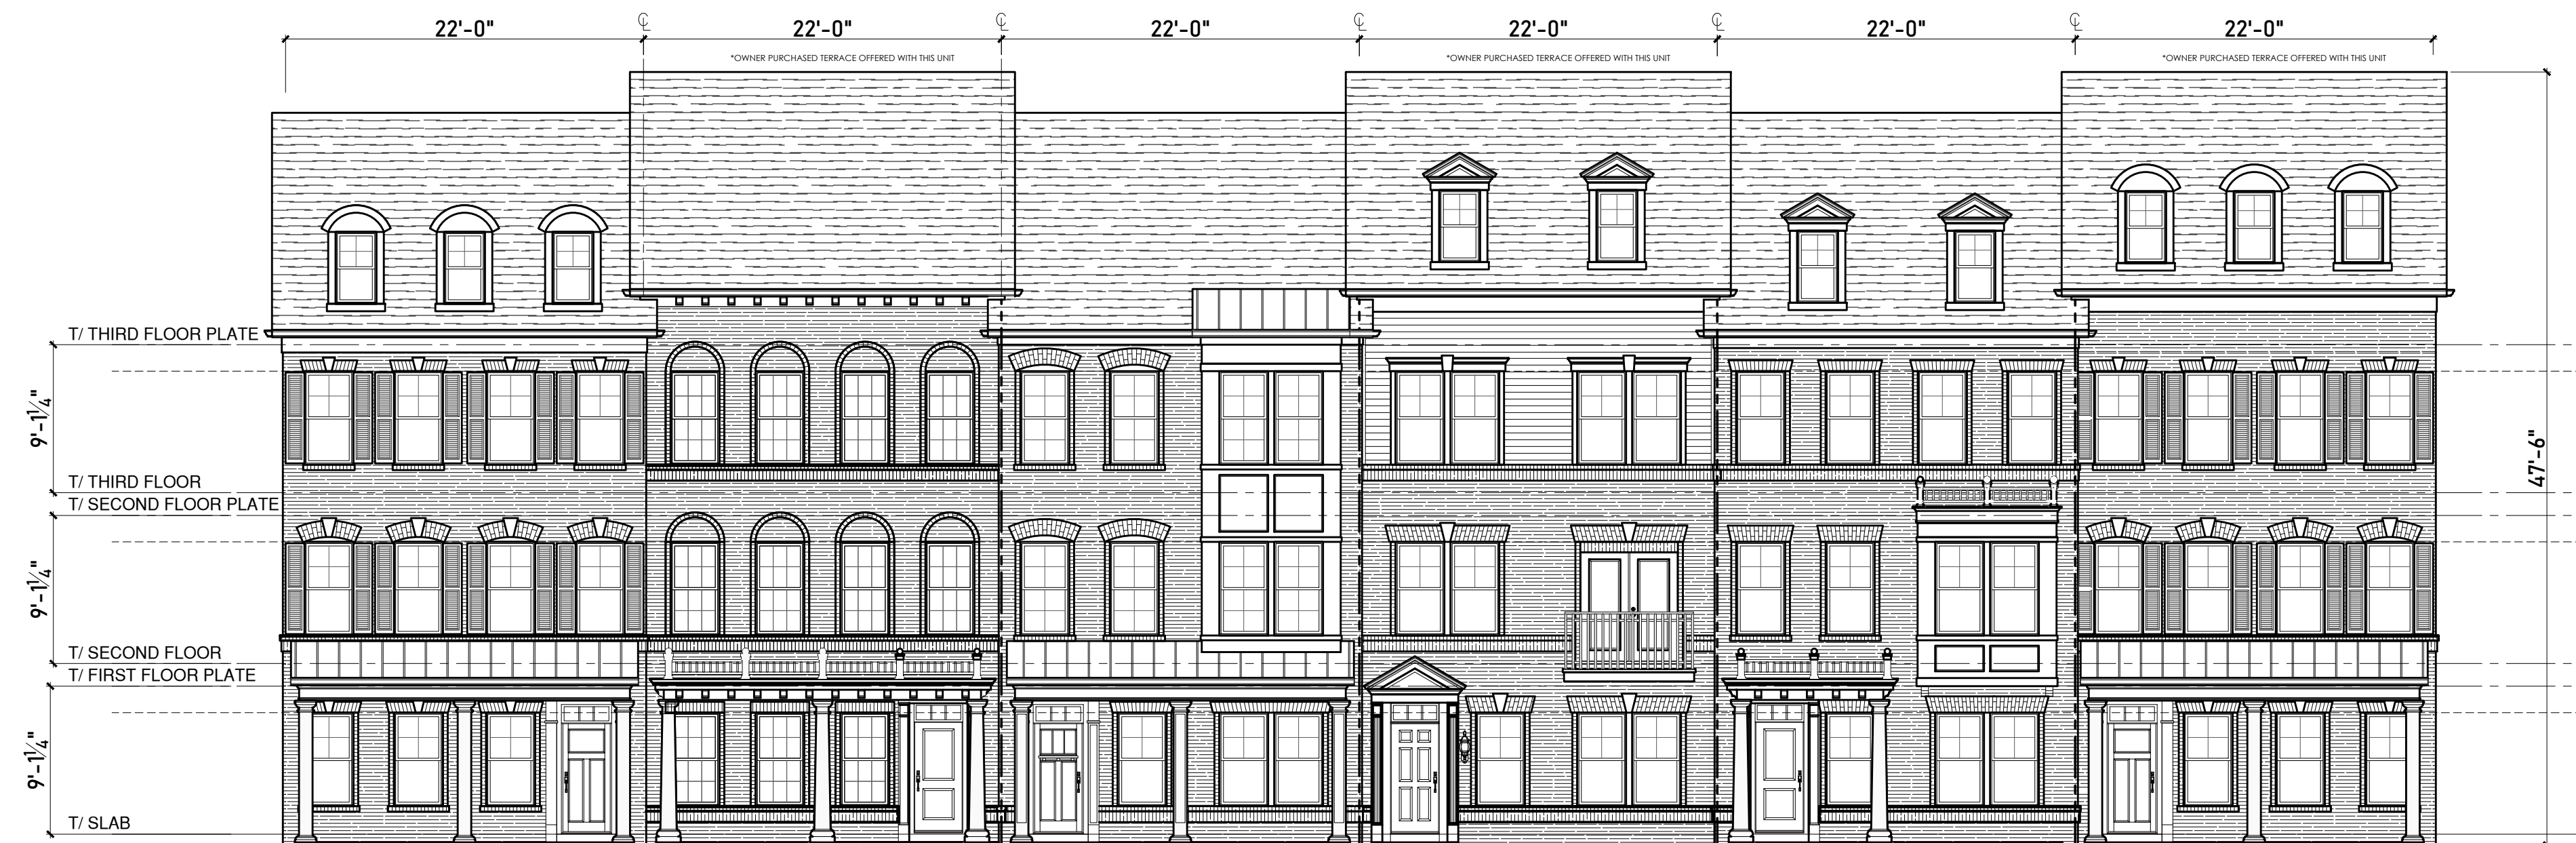 22'-0" ℄ 22'-0" ℄ 22'-0" ℄ 22'-0" ℄ 22'-0" ℄ 22'-0"
*OWNER PURCHASED TERRACE OFFERED WITH THIS UNIT
*OWNER PURCHASED TERRACE OFFERED WITH THIS UNIT
*OWNER PURCHASED TERRACE OFFERED WITH THIS UNIT
T/ THIRD FLOOR PLATE
9'-1¼"
T/ THIRD FLOOR
T/ SECOND FLOOR PLATE
9'-1¼"
T/ SECOND FLOOR
T/ FIRST FLOOR PLATE
9'-1¼"
T/ SLAB
47'-6"